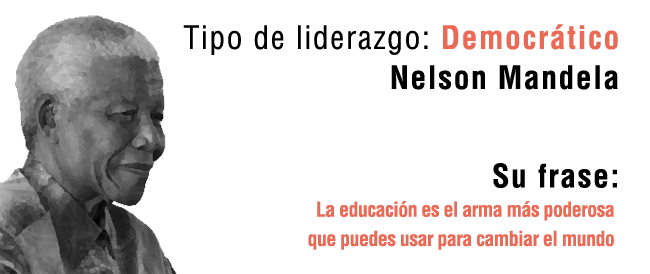 Tipo de liderazgo: Democrático
Nelson Mandela
Su frase:
La educación es el arma más poderosa
que puedes usar para cambiar el mundo